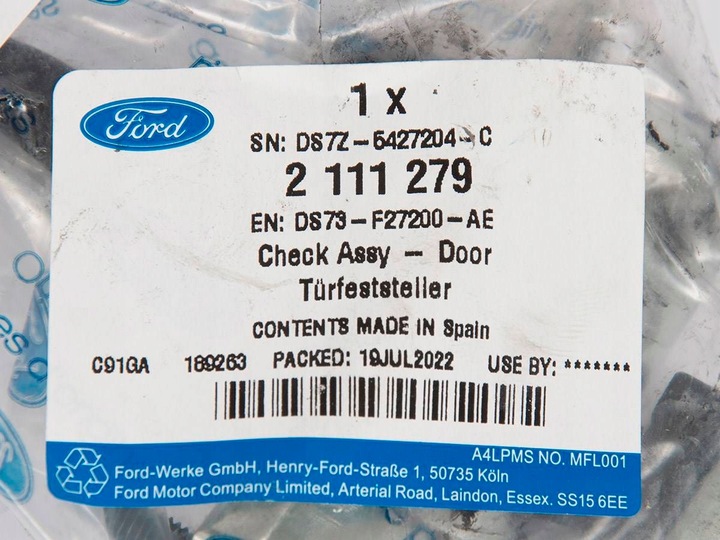 1 x
Ford
SN: DS7Z-5427204-C
2 111 279
EN: DS73-F27200-AE
Check Assy - Door
Türfeststeller
CONTENTS MADE IN Spain
C91GA 189263 PACKED: 19JUL2022 USE BY: *******
A4LPMS NO. MFL001
Ford-Werke GmbH, Henry-Ford-Straße 1, 50735 Köln
Ford Motor Company Limited, Arterial Road, Laindon, Essex. SS15 6EE